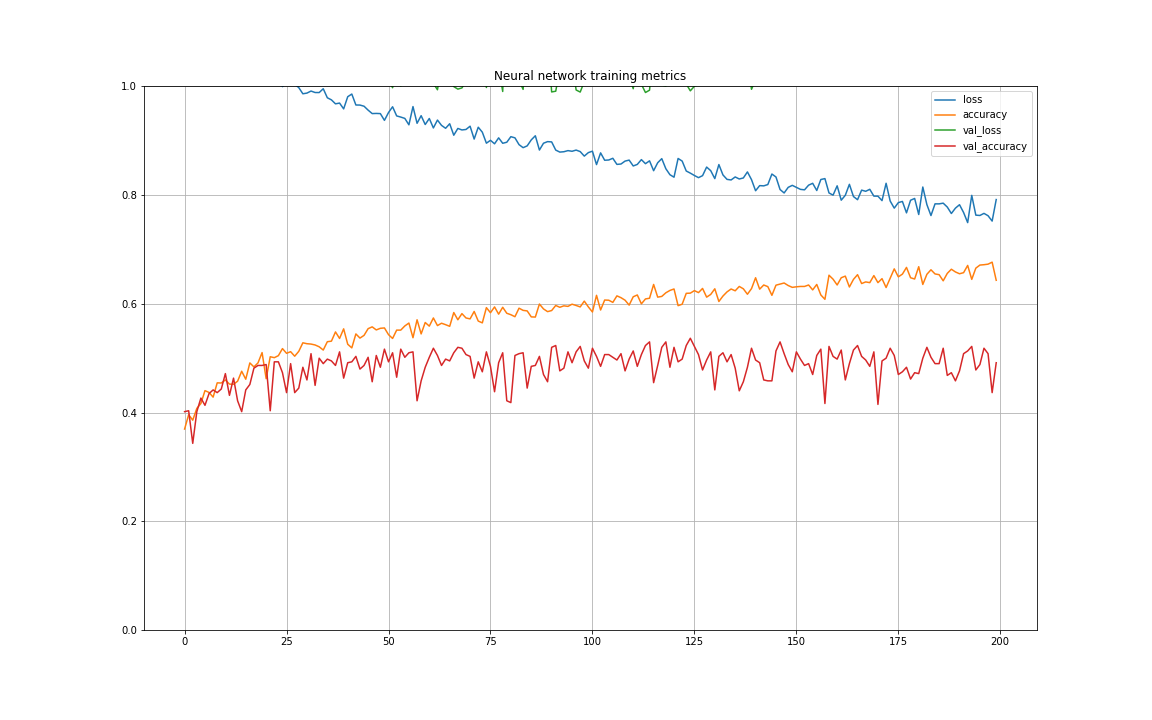 Neural network training metrics
1.0
0.8
0.6
0.4
0.2
0.0
loss
accuracy
val_loss
val_accuracy
0 25 50 75 100 125 150 175 200